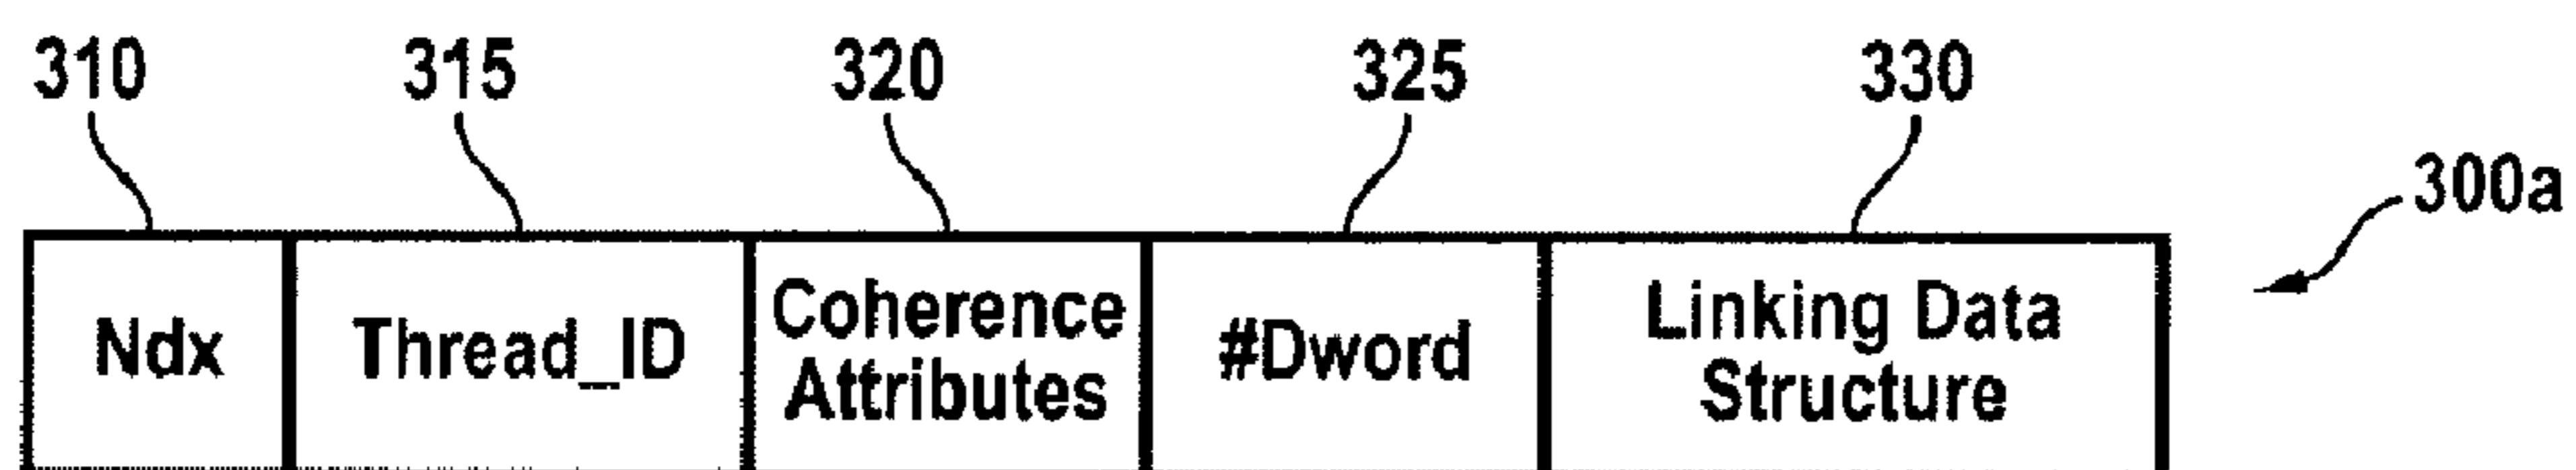 310 315 320 325 330
300a
Ndx Thread_ID Coherence Attributes #Dword Linking Data Structure